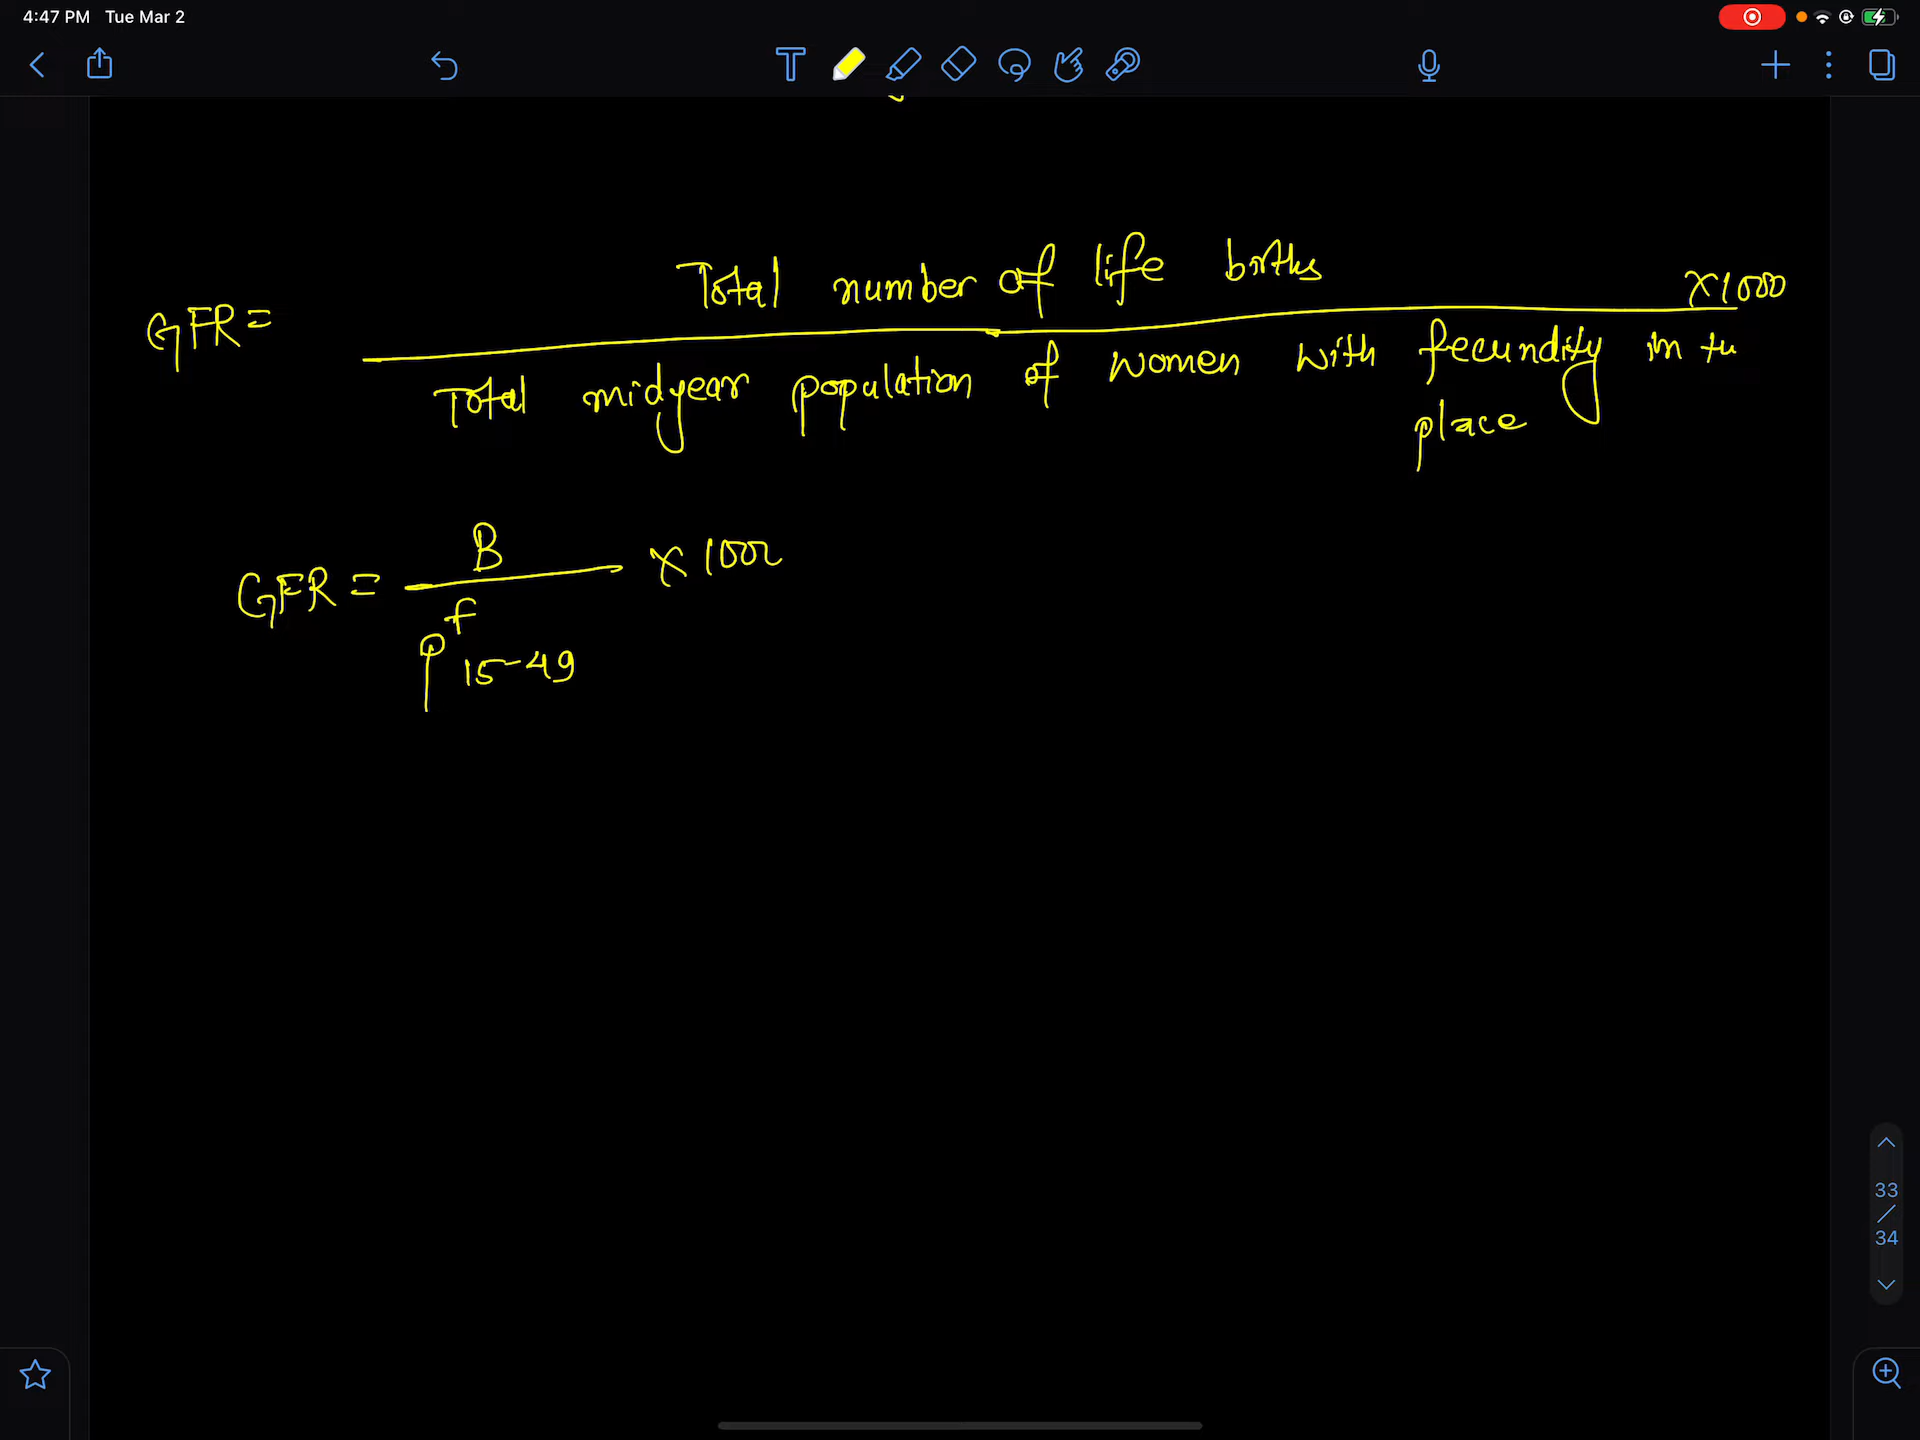 4:47 PM Tue Mar 2
Total number of life births
GFR = ×1000
Total midyear population of women with fecundity in
place
B
GFR = × 1000
P f 15-49
33
/
34